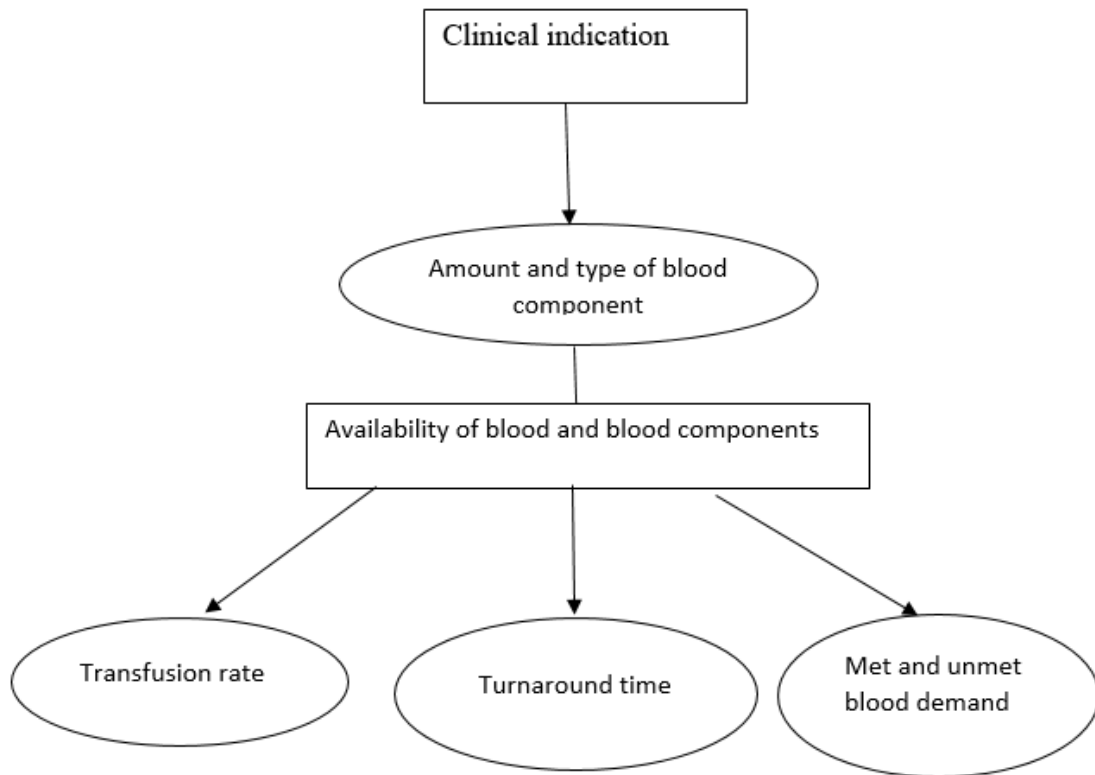 Clinical indication
Amount and type of blood
component
Availability of blood and blood components
Transfusion rate
Turnaround time
Met and unmet
blood demand